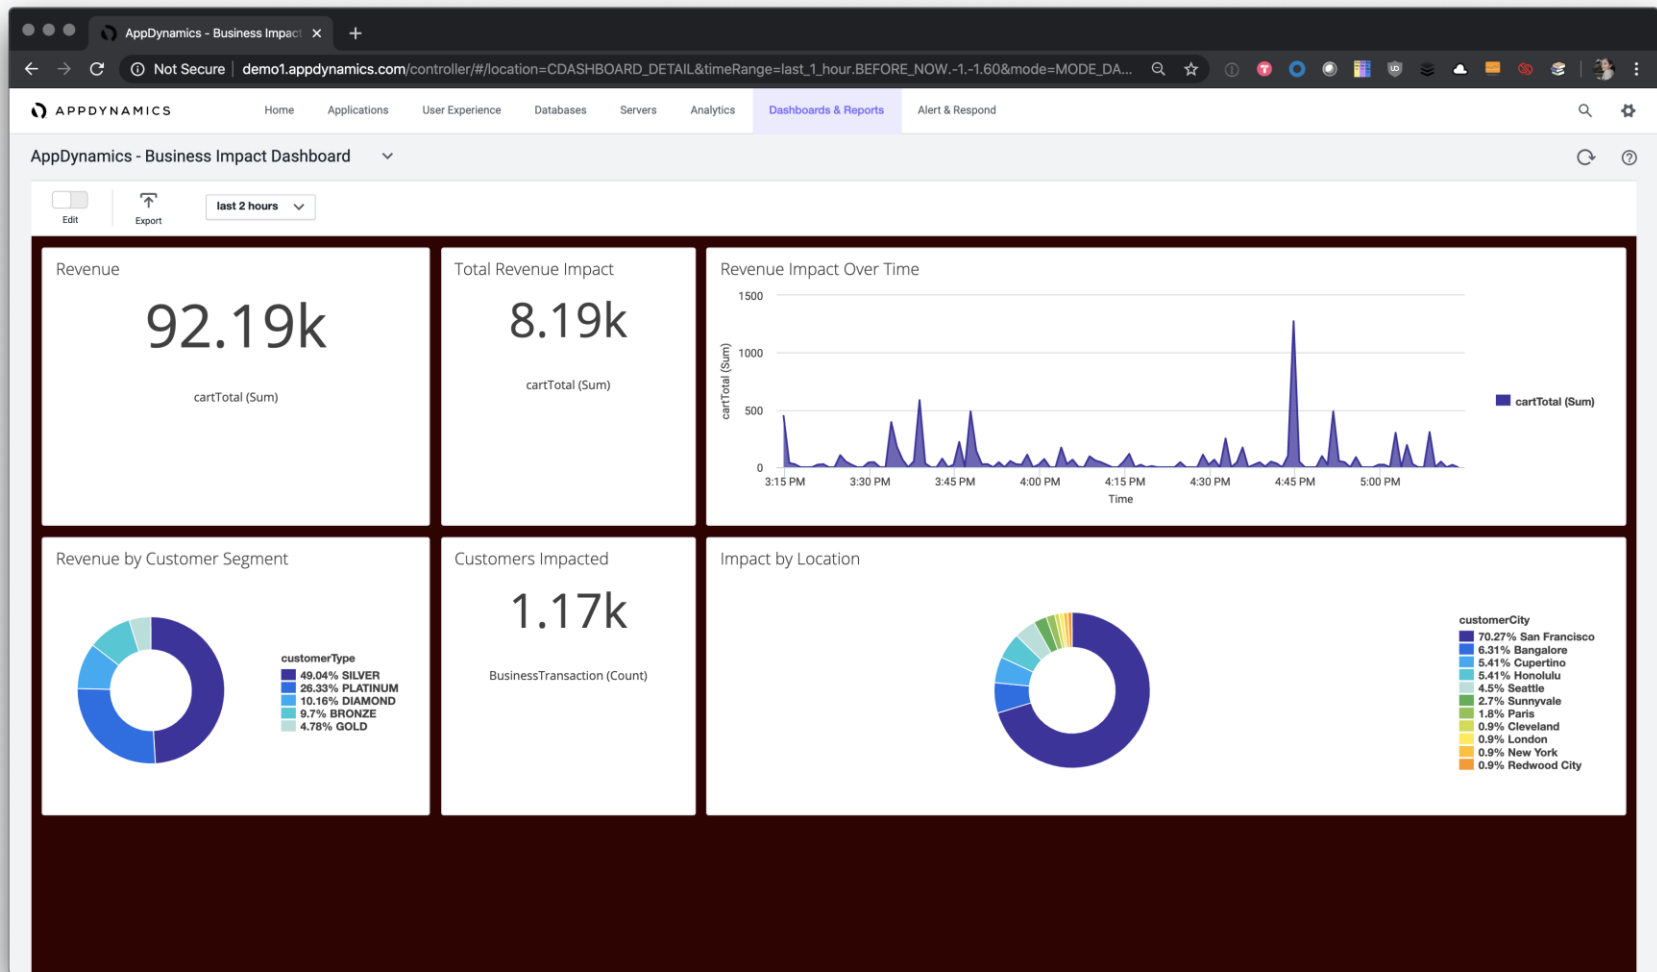 AppDynamics - Business Impact
Not Secure | demo1.appdynamics.com/controller/#/location=CDASHBOARD_DETAIL&timeRange=last_1_hour.BEFORE_NOW.-1.-1.60&mode=MODE_DA...
APPDYNAMICS Home Applications User Experience Databases Servers Analytics Dashboards & Reports Alert & Respond
AppDynamics - Business Impact Dashboard
Edit Export last 2 hours
Revenue
92.19k
cartTotal (Sum)
Total Revenue Impact
8.19k
cartTotal (Sum)
Revenue Impact Over Time
1500
1000
500
0
cartTotal (Sum)
3:15 PM 3:30 PM 3:45 PM 4:00 PM 4:15 PM 4:30 PM 4:45 PM 5:00 PM
Time
cartTotal (Sum)
Revenue by Customer Segment
customerType
49.04% SILVER
26.33% PLATINUM
10.16% DIAMOND
9.7% BRONZE
4.78% GOLD
Customers Impacted
1.17k
BusinessTransaction (Count)
Impact by Location
customerCity
70.27% San Francisco
6.31% Bangalore
5.41% Cupertino
5.41% Honolulu
4.5% Seattle
2.7% Sunnyvale
1.8% Paris
0.9% Cleveland
0.9% London
0.9% New York
0.9% Redwood City